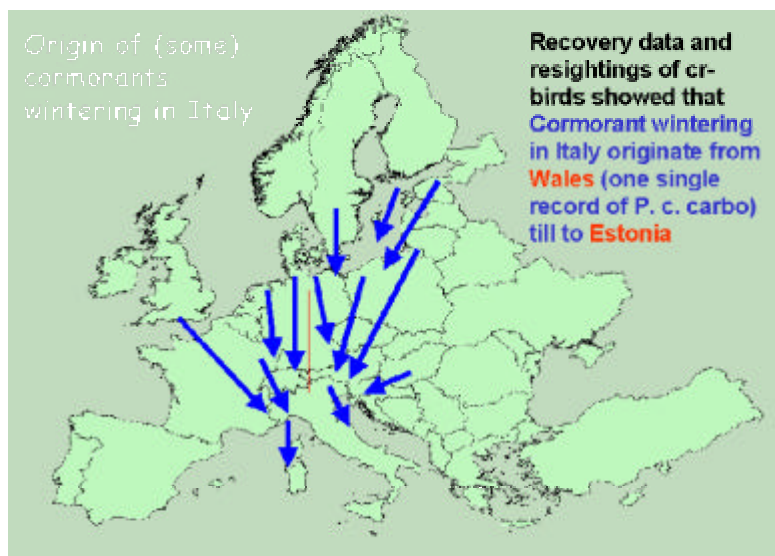 Origin of (some)
cormorants
wintering in Italy
Recovery data and
resightings of cr-
birds showed that
Cormorant wintering
in Italy originate from
Wales (one single
record of P. c. carbo)
till to Estonia